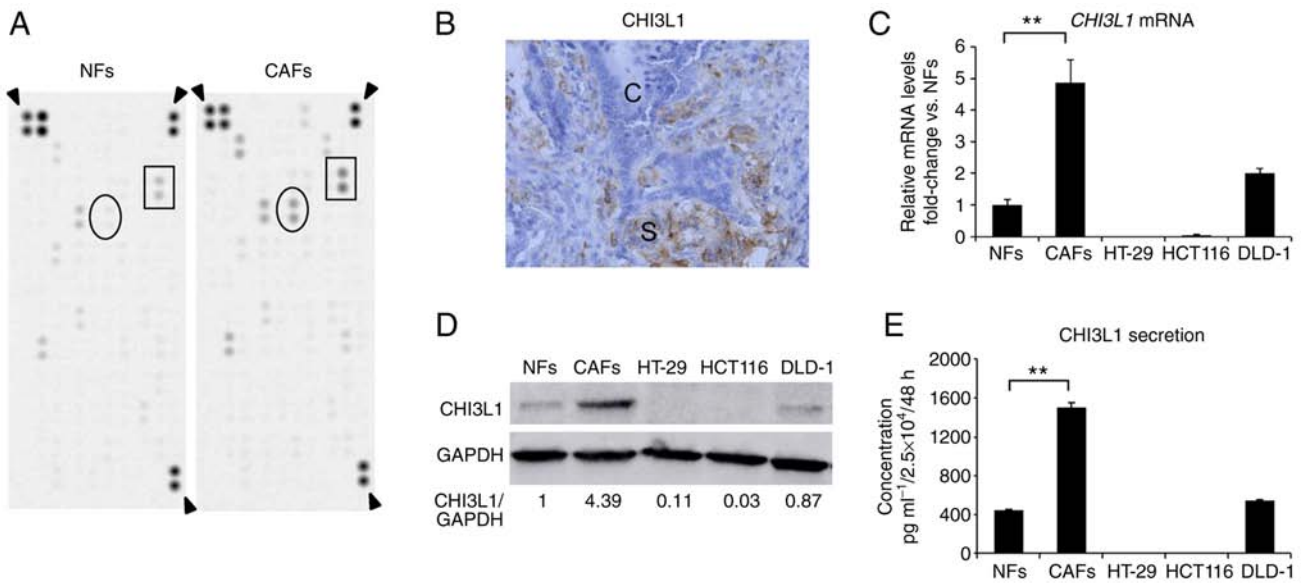 A
NFs
CAFs
B
CHI3L1
C
S
C
CHI3L1 mRNA
**
Relative mRNA levels
fold-change vs. NFs
6
5
4
3
2
1
0
NFs CAFs HT-29 HCT116 DLD-1
D
NFs CAFs HT-29 HCT116 DLD-1
CHI3L1
GAPDH
CHI3L1/
GAPDH
1 4.39 0.11 0.03 0.87
E
CHI3L1 secretion
**
Concentration
pg ml⁻¹/2.5×10⁴/48 h
2000
1600
1200
800
400
0
NFs CAFs HT-29 HCT116 DLD-1